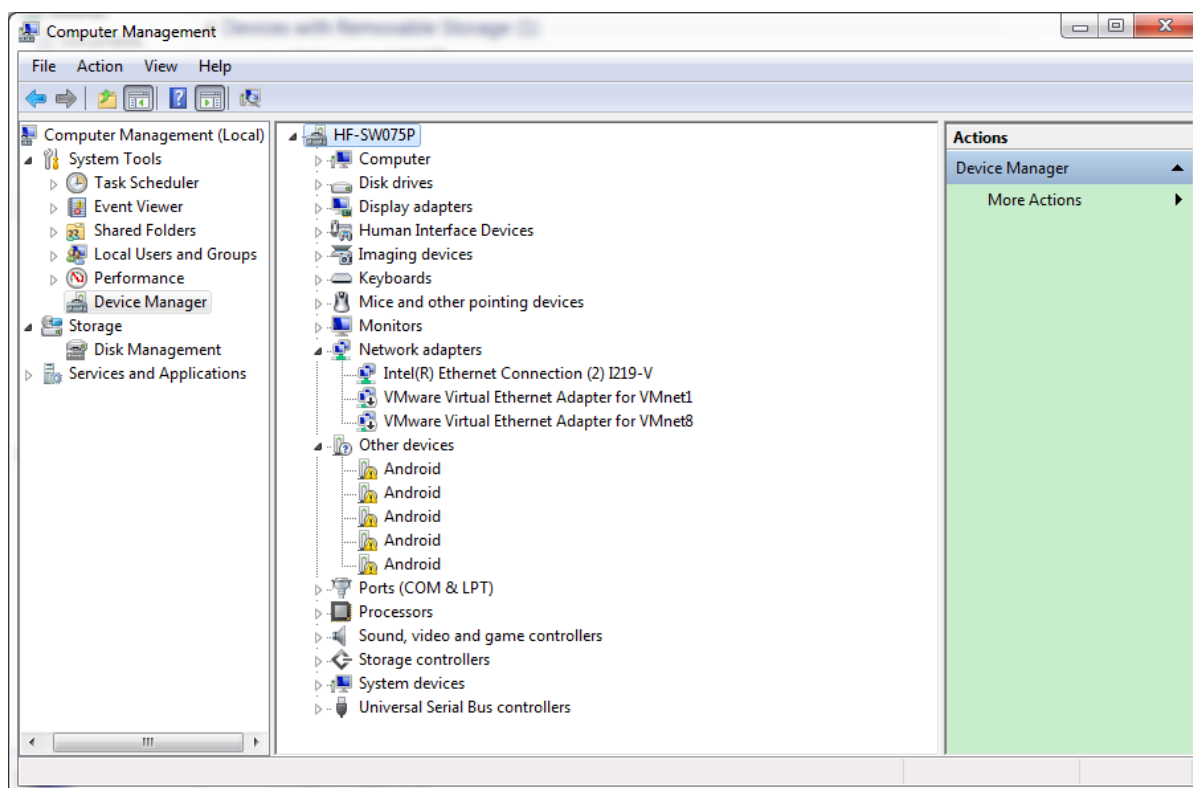 Computer Management
Devices with Removable Storage (1)
File Action View Help
Computer Management (Local)
System Tools
Task Scheduler
Event Viewer
Shared Folders
Local Users and Groups
Performance
Device Manager
Storage
Disk Management
Services and Applications
HF-SW075P
Computer
Disk drives
Display adapters
Human Interface Devices
Imaging devices
Keyboards
Mice and other pointing devices
Monitors
Network adapters
Intel(R) Ethernet Connection (2) I219-V
VMware Virtual Ethernet Adapter for VMnet1
VMware Virtual Ethernet Adapter for VMnet8
Other devices
Android
Android
Android
Android
Android
Ports (COM & LPT)
Processors
Sound, video and game controllers
Storage controllers
System devices
Universal Serial Bus controllers
Actions
Device Manager
More Actions